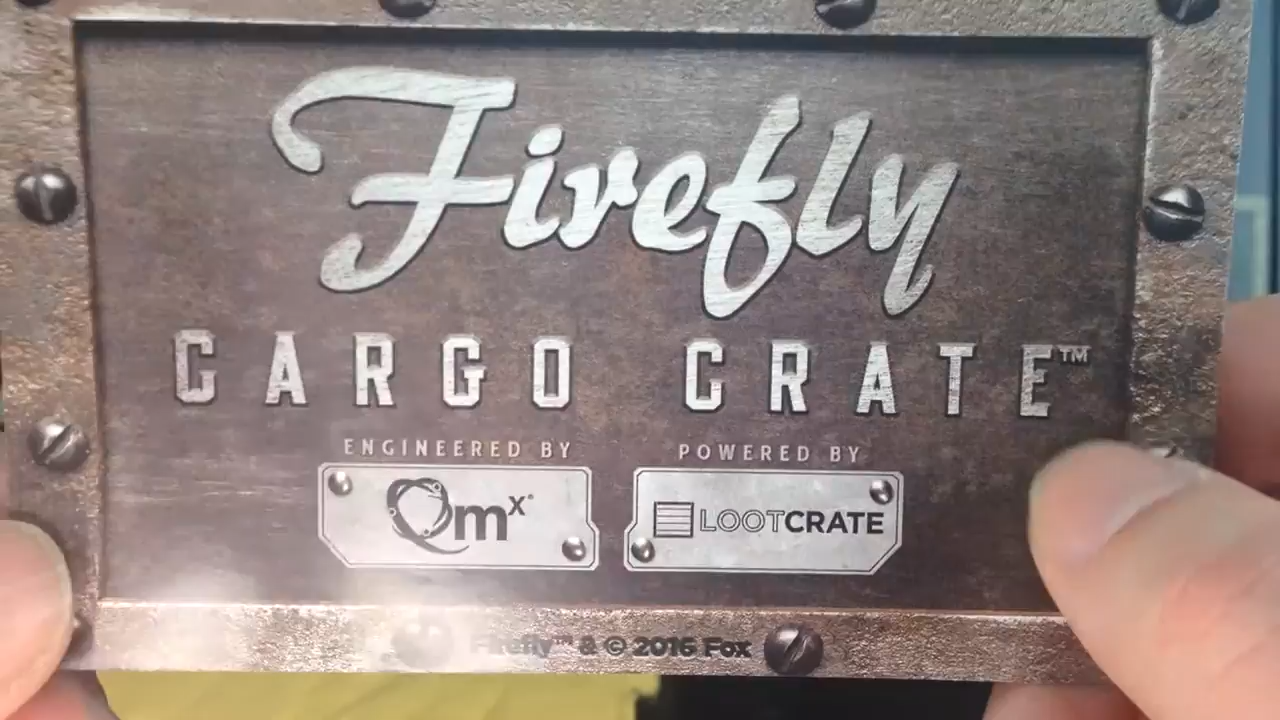 Firefly
CARGO CRATE™
ENGINEERED BY
POWERED BY
Qmx®
LOOTCRATE
Firefly™ & © 2016 Fox